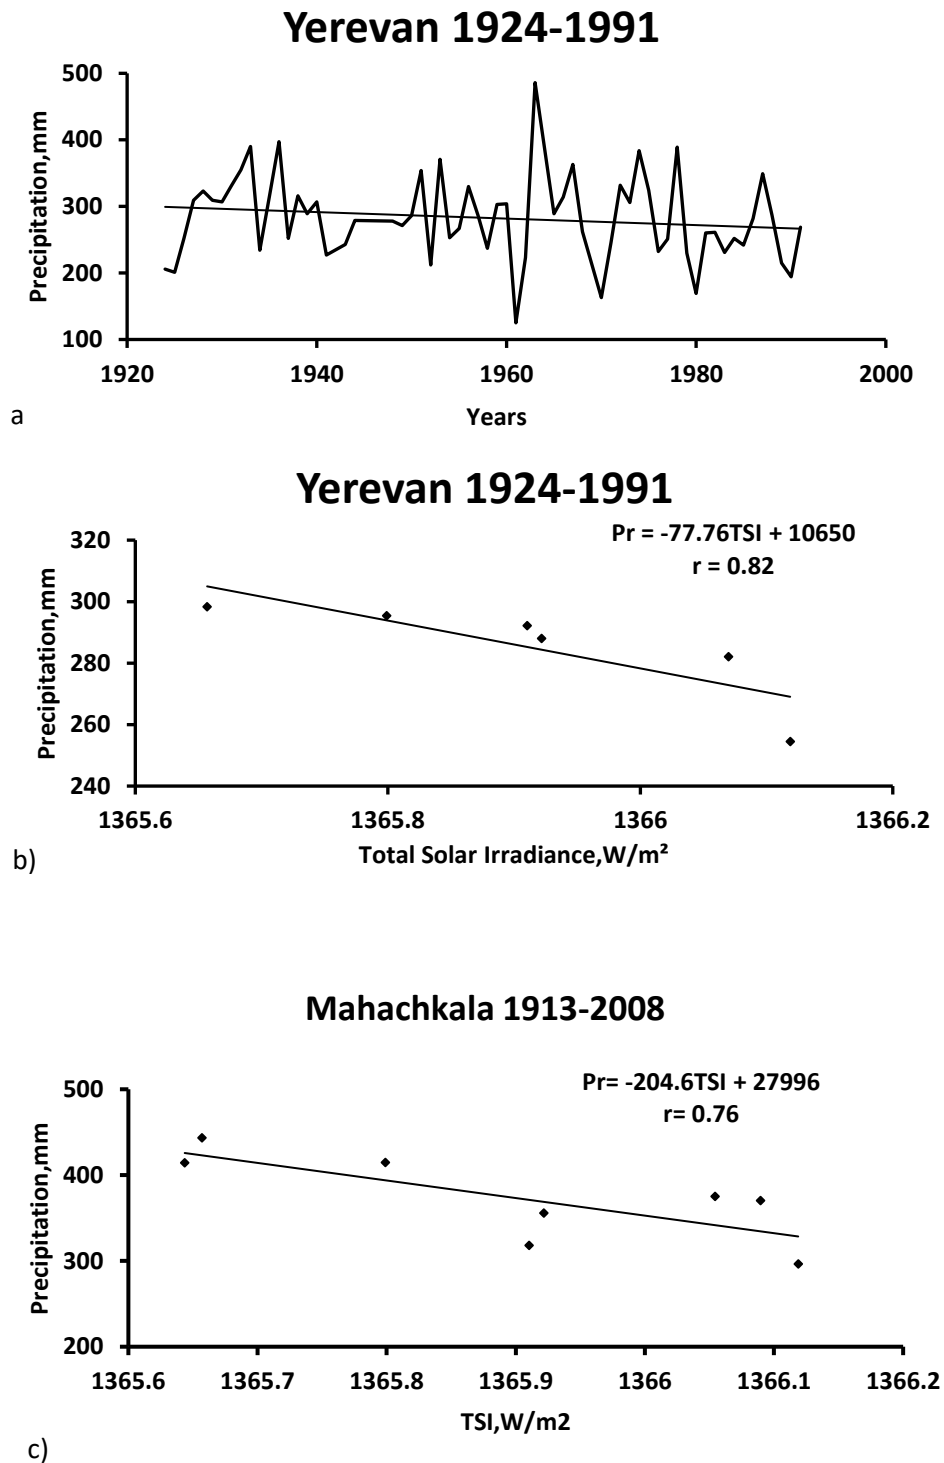 Yerevan 1924-1991
Precipitation,mm
500
400
300
200
100
1920 1940 1960 1980 2000
Years
a
Yerevan 1924-1991
Pr = -77.76TSI + 10650
r = 0.82
Precipitation,mm
320
300
280
260
240
1365.6 1365.8 1366 1366.2
Total Solar Irradiance,W/m²
b)
Mahachkala 1913-2008
Pr= -204.6TSI + 27996
r= 0.76
Precipitation,mm
500
400
300
200
1365.6 1365.7 1365.8 1365.9 1366 1366.1 1366.2
TSI,W/m2
c)